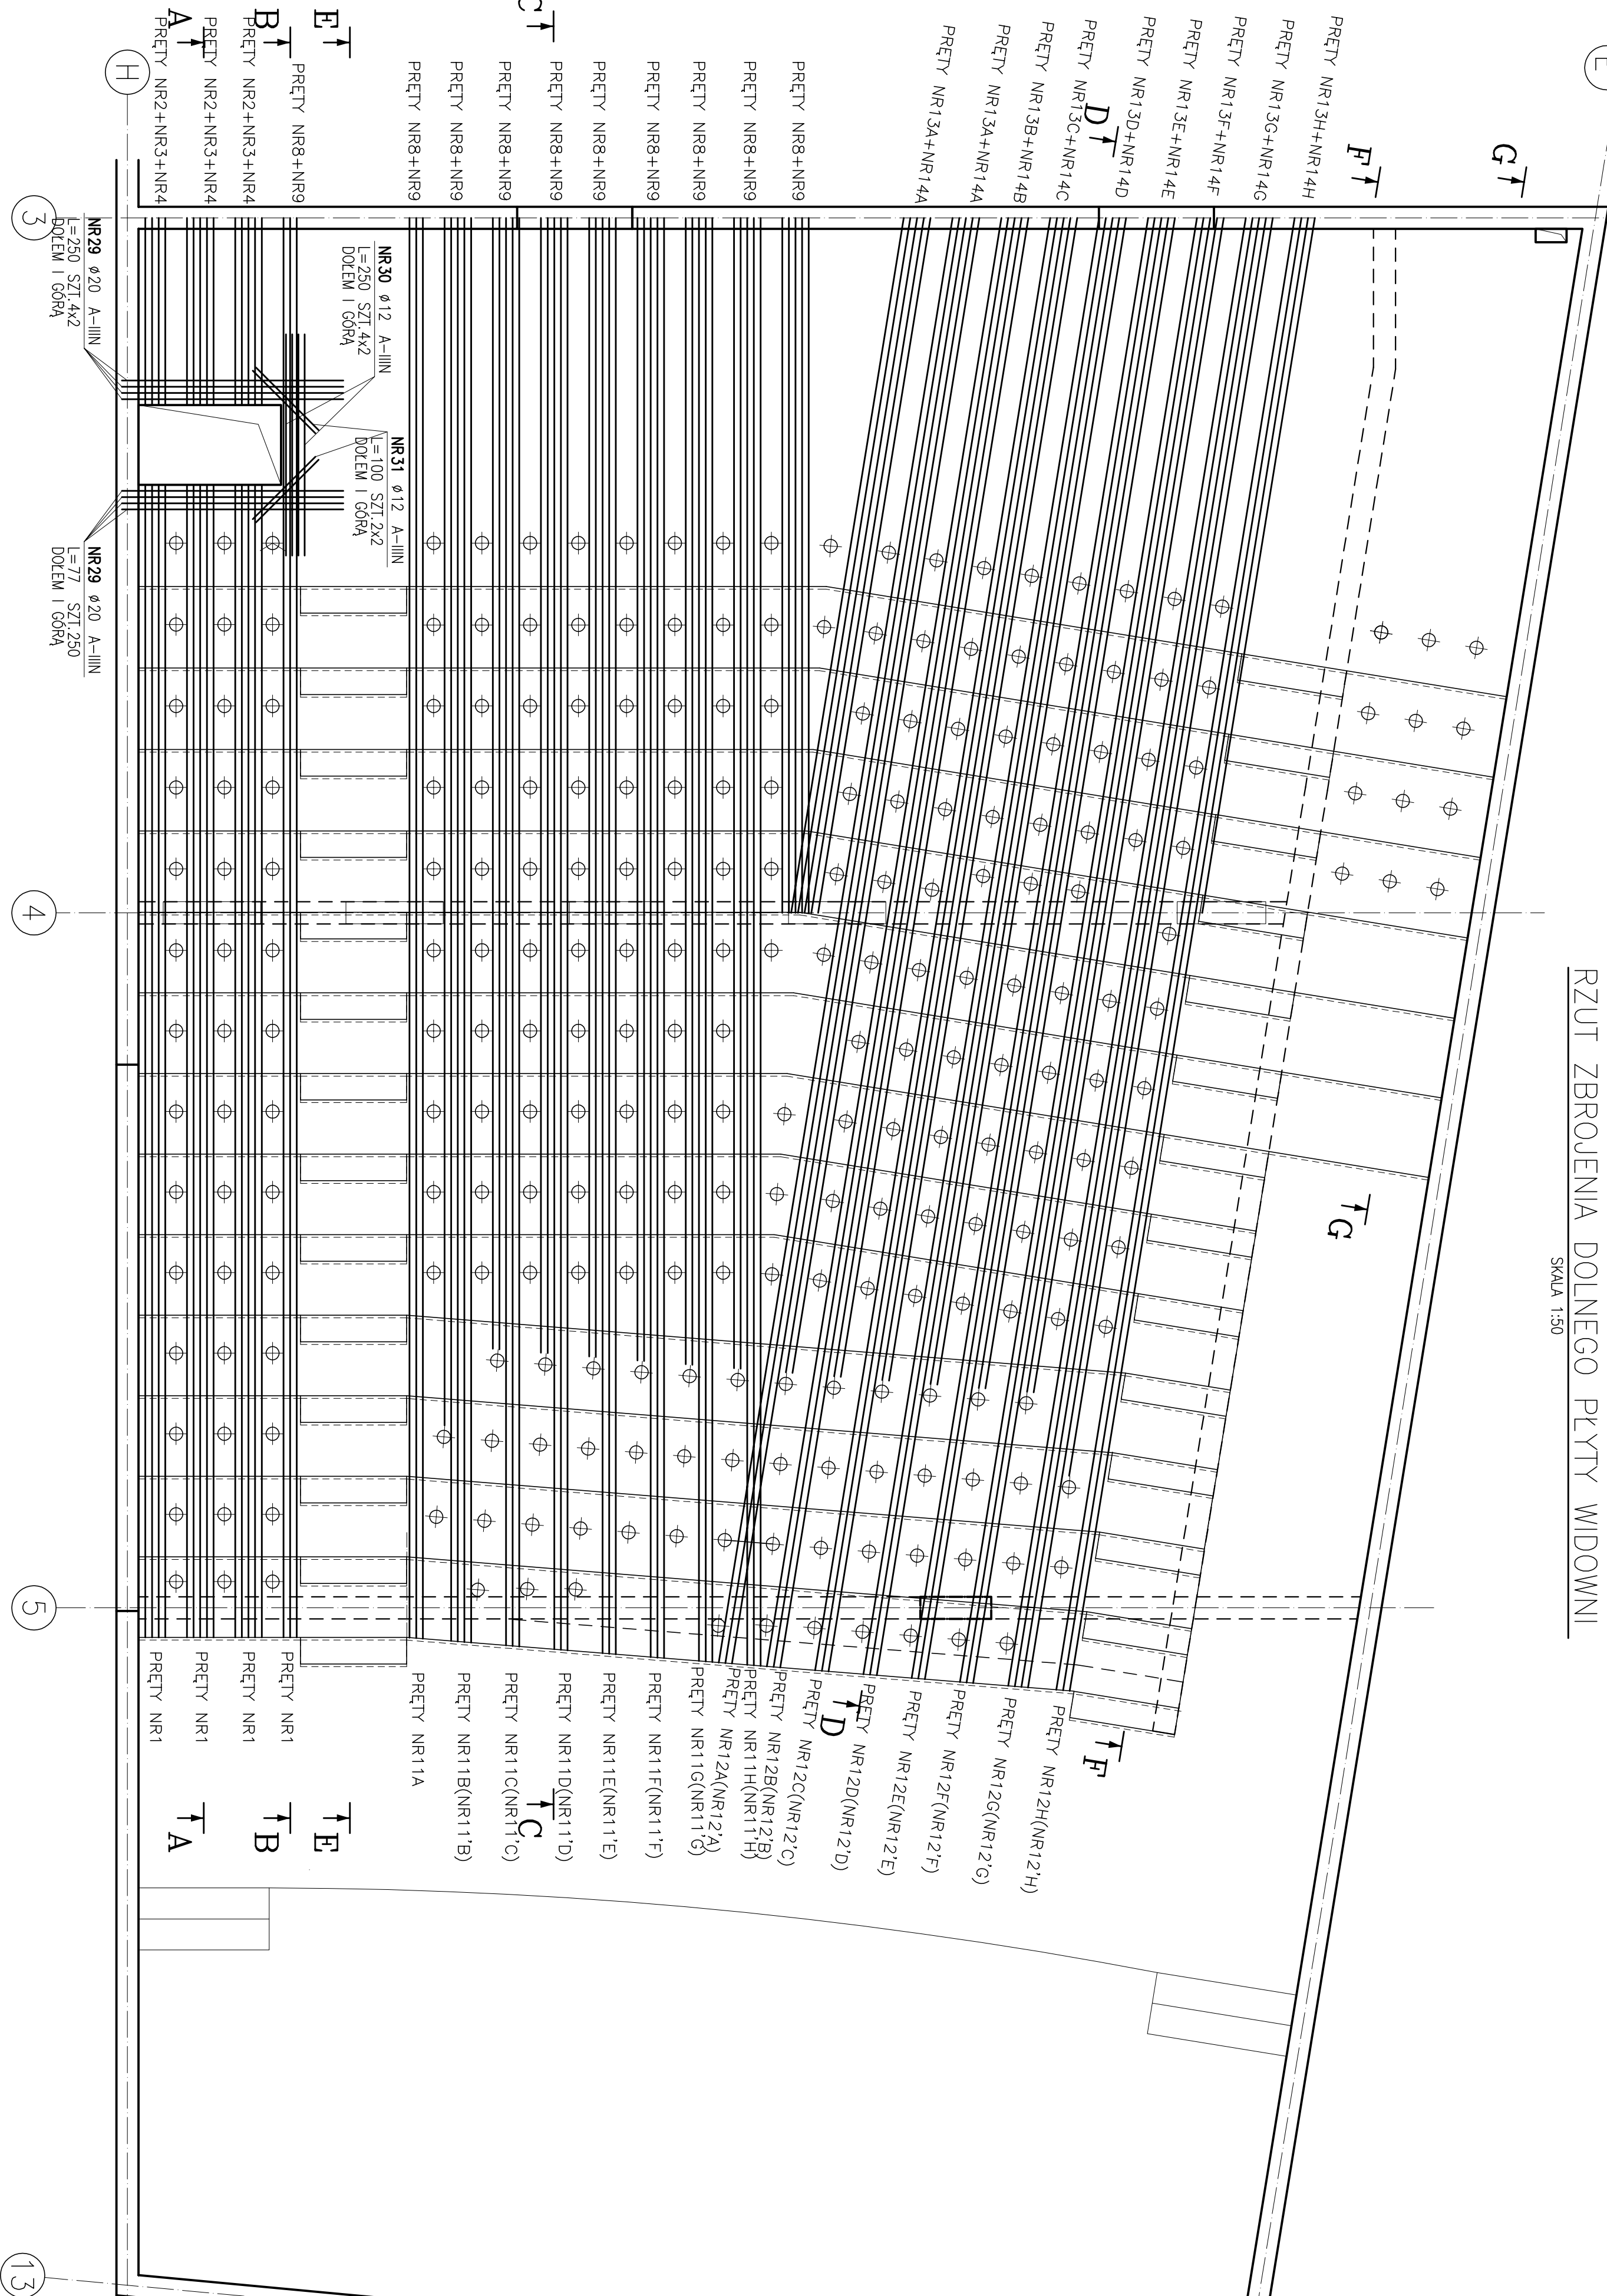 RZUT ZBROJENIA DOLNEGO PŁYTY WIDOWNI
SKALA 1:50
A
B
E
C
D
F
G
H
3
4
5
13
PRĘTY NR2+NR3+NR4
PRĘTY NR2+NR3+NR4
PRĘTY NR2+NR3+NR4
PRĘTY NR8+NR9
PRĘTY NR8+NR9
PRĘTY NR8+NR9
PRĘTY NR8+NR9
PRĘTY NR8+NR9
PRĘTY NR8+NR9
PRĘTY NR8+NR9
PRĘTY NR8+NR9
PRĘTY NR8+NR9
PRĘTY NR8+NR9
PRĘTY NR13A+NR14A
PRĘTY NR13A+NR14A
PRĘTY NR13B+NR14B
PRĘTY NR13C+NR14C
PRĘTY NR13D+NR14D
PRĘTY NR13E+NR14E
PRĘTY NR13F+NR14F
PRĘTY NR13G+NR14G
PRĘTY NR13H+NR14H
NR29 ø20 A-IIIN
L=250 SZT.4x2
DOŁEM I GÓRĄ
NR30 ø12 A-IIIN
L=250 SZT.4x2
DOŁEM I GÓRĄ
NR31 ø12 A-IIIN
L=100 SZT.2x2
DOŁEM I GÓRĄ
NR29 ø20 A-IIIN
L=77 SZT.250
DOŁEM I GÓRĄ
PRĘTY NR1
PRĘTY NR1
PRĘTY NR1
PRĘTY NR1
PRĘTY NR11A
PRĘTY NR11B(NR11'B)
PRĘTY NR11C(NR11'C)
PRĘTY NR11D(NR11'D)
PRĘTY NR11E(NR11'E)
PRĘTY NR11F(NR11'F)
PRĘTY NR11G(NR11'G)
PRĘTY NR12A(NR12'A)
PRĘTY NR11H(NR11'H)
PRĘTY NR12B(NR12'B)
PRĘTY NR12C(NR12'C)
PRĘTY NR12D(NR12'D)
PRĘTY NR12E(NR12'E)
PRĘTY NR12F(NR12'F)
PRĘTY NR12G(NR12'G)
PRĘTY NR12H(NR12'H)
A
B
E
C
D
F
G